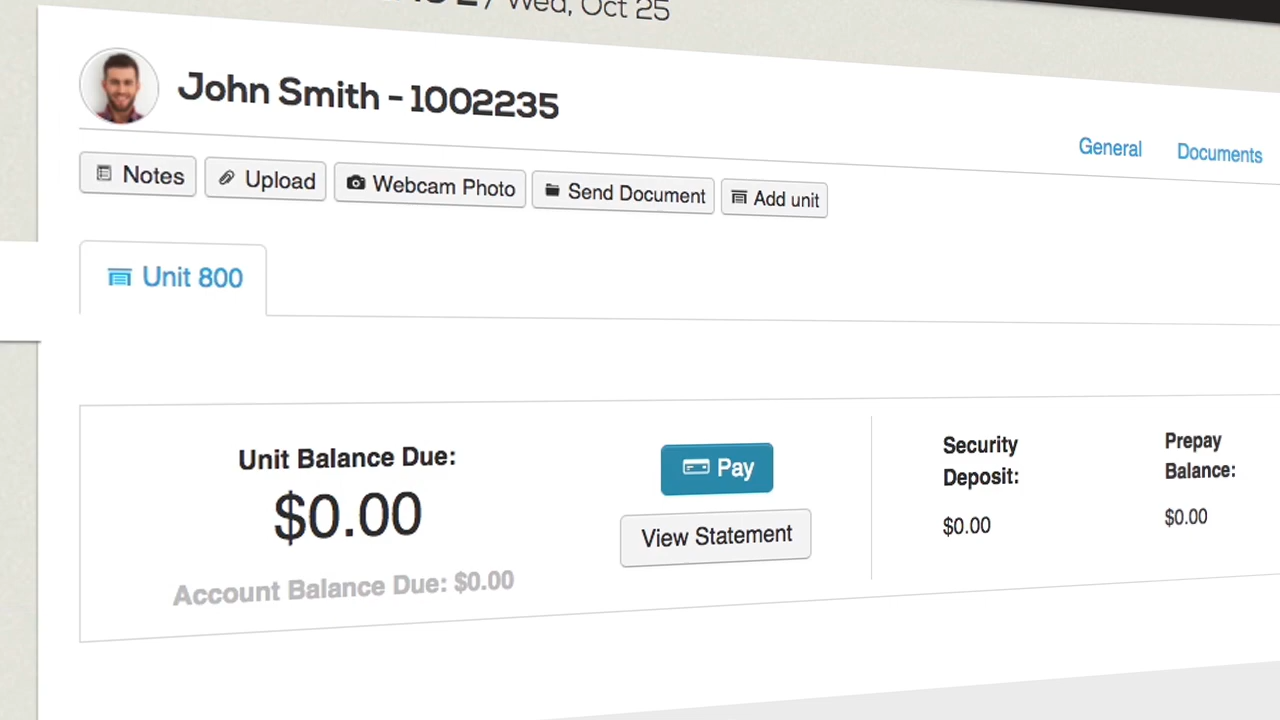 Wed, Oct 25
John Smith - 1002235
General
Documents
Notes
Upload
Webcam Photo
Send Document
Add unit
Unit 800
Unit Balance Due:
$0.00
Account Balance Due: $0.00
Pay
View Statement
Security
Deposit:
$0.00
Prepay
Balance:
$0.00